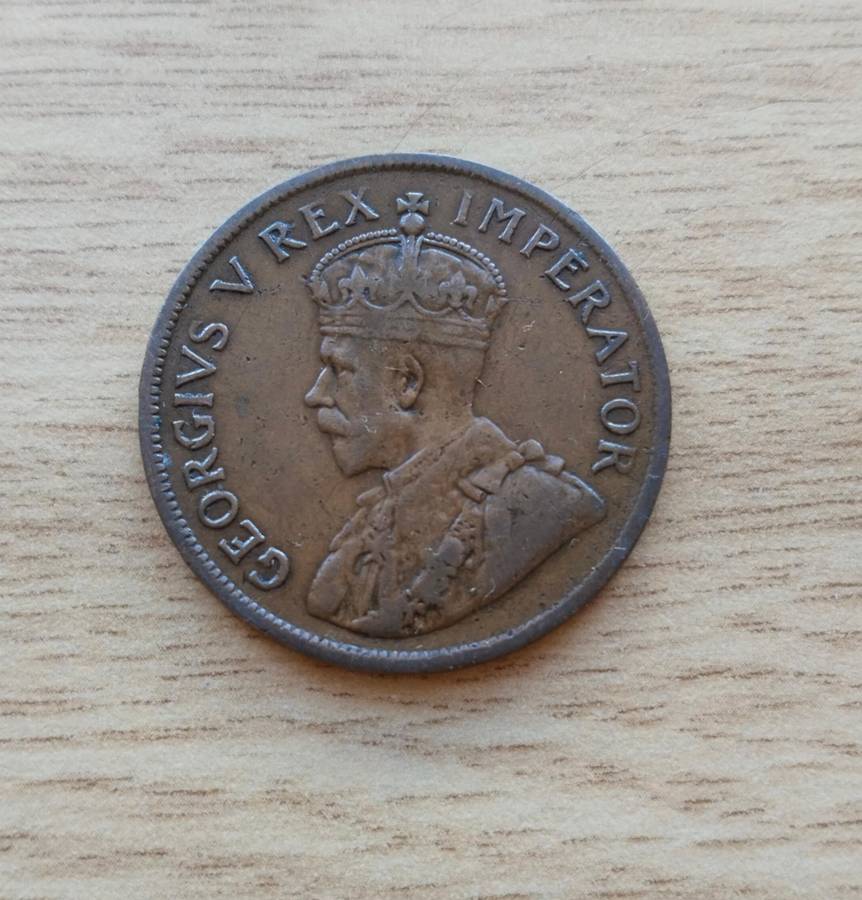 GEORGIVS V REX IMPERATOR